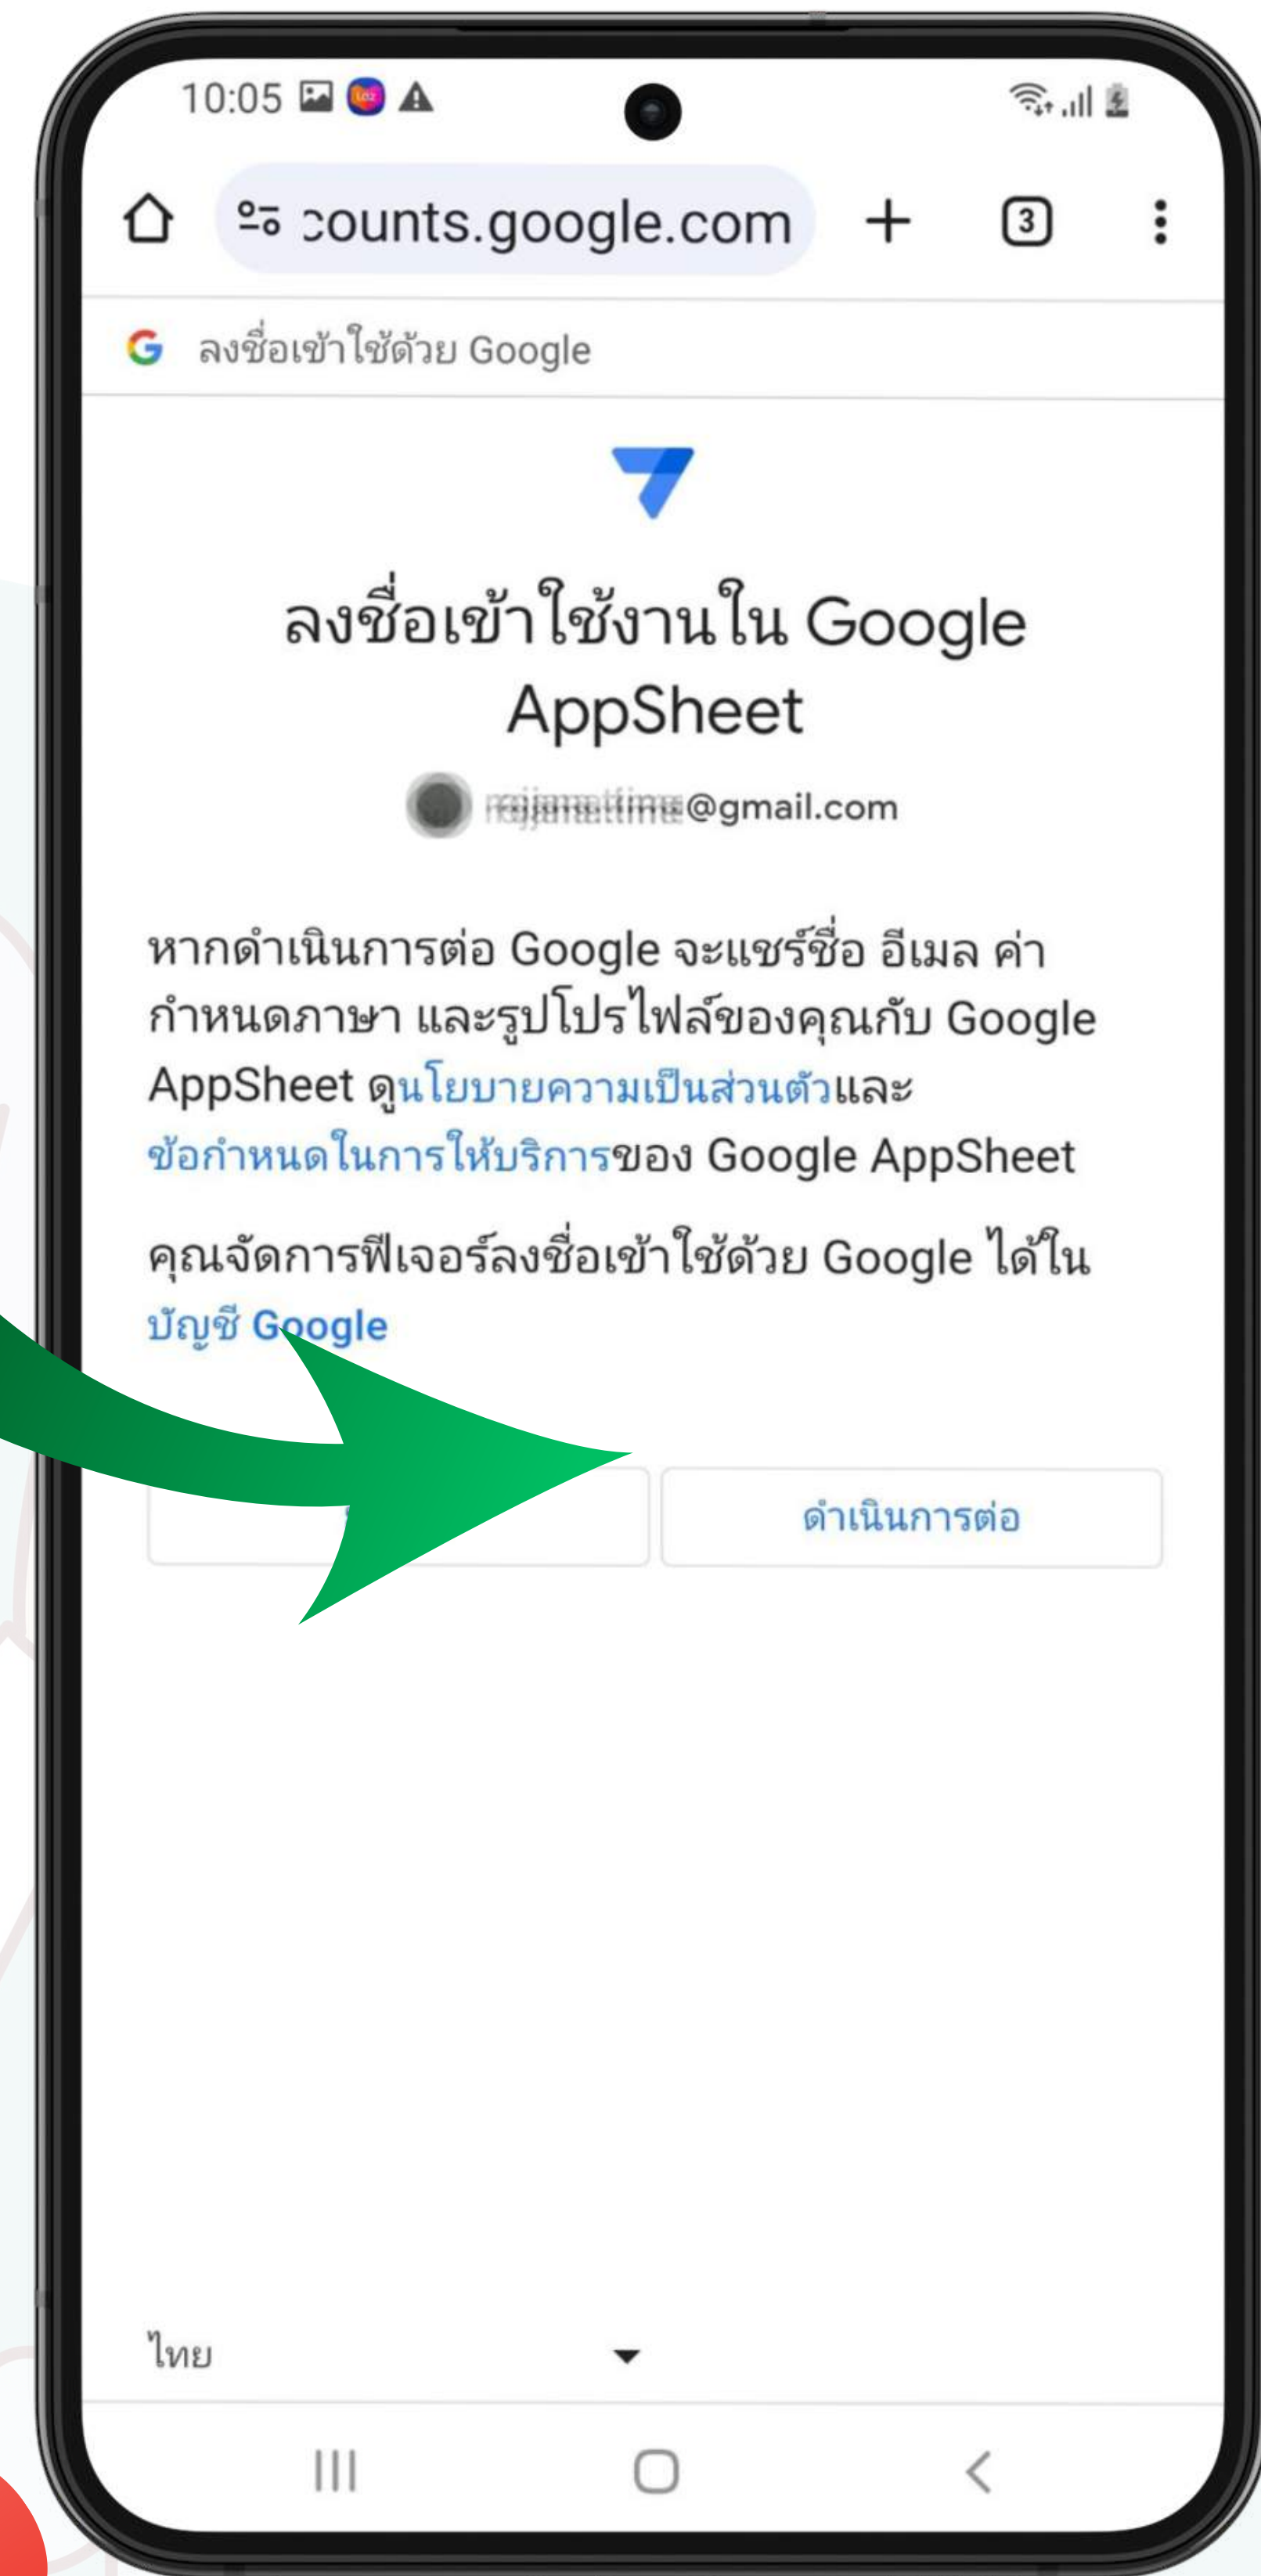 10:05
counts.google.com
3
ลงชื่อเข้าใช้ด้วย Google
ลงชื่อเข้าใช้งานใน Google
AppSheet
@gmail.com
หากดำเนินการต่อ Google จะแชร์ชื่อ อีเมล ค่า
กำหนดภาษา และรูปโปรไฟล์ของคุณกับ Google
AppSheet ดูนโยบายความเป็นส่วนตัวและ
ข้อกำหนดในการให้บริการของ Google AppSheet
คุณจัดการฟีเจอร์ลงชื่อเข้าใช้ด้วย Google ได้ใน
บัญชี Google
ดำเนินการต่อ
ไทย